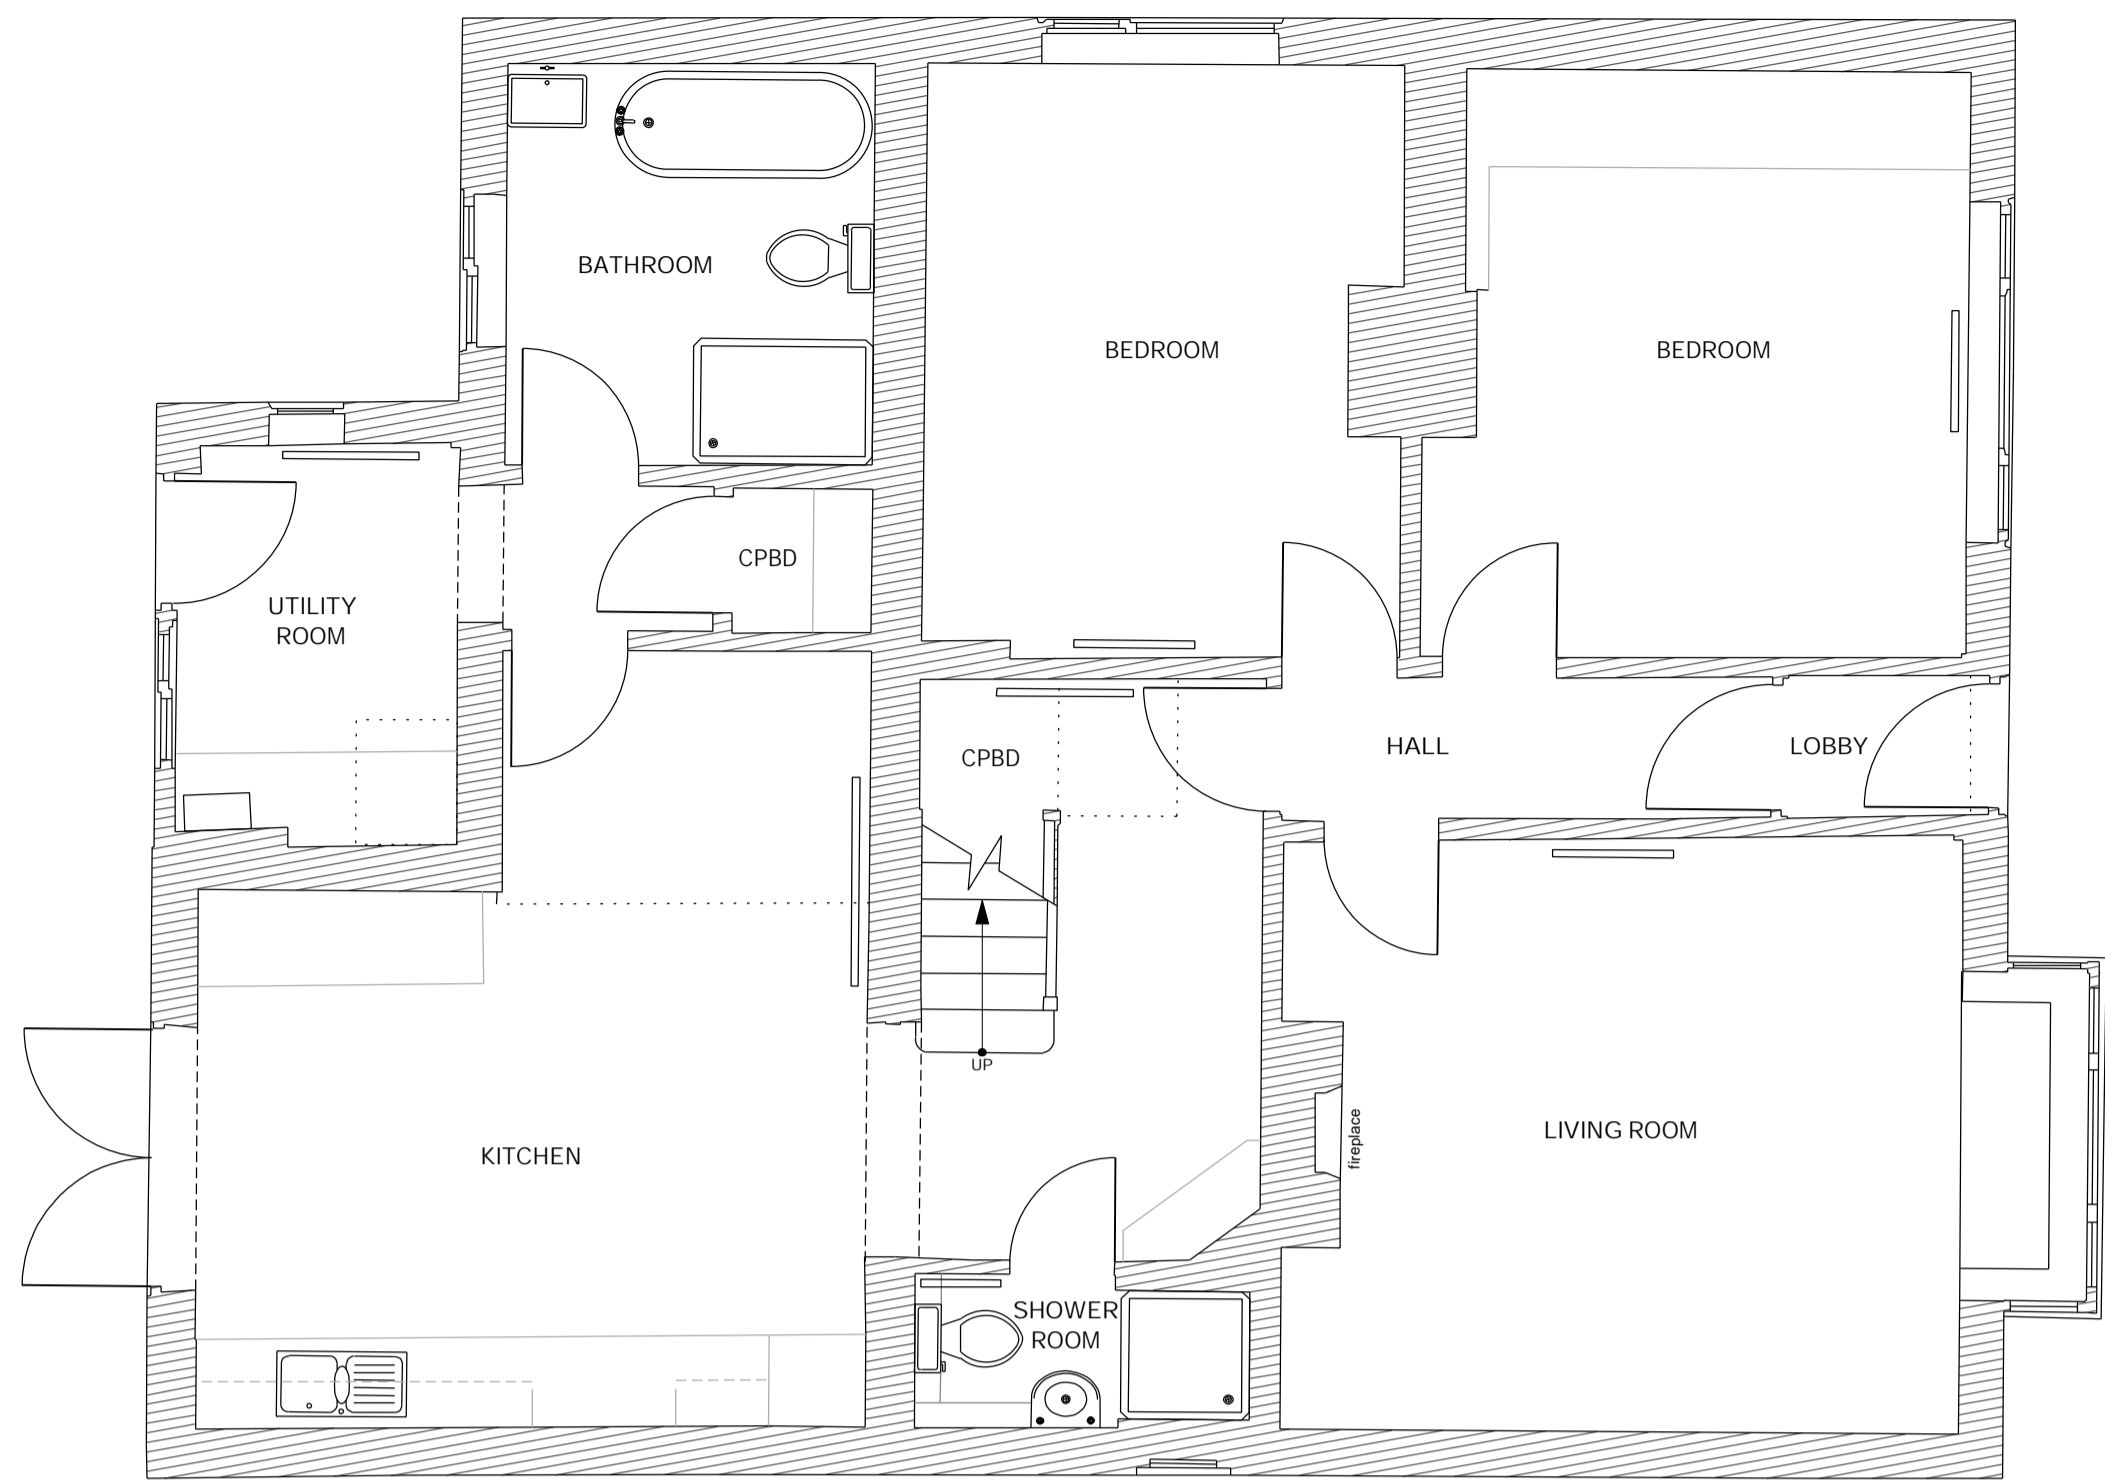 BATHROOM
BEDROOM
BEDROOM
CPBD
UTILITY
ROOM
CPBD
HALL
LOBBY
UP
KITCHEN
fireplace
LIVING ROOM
SHOWER
ROOM